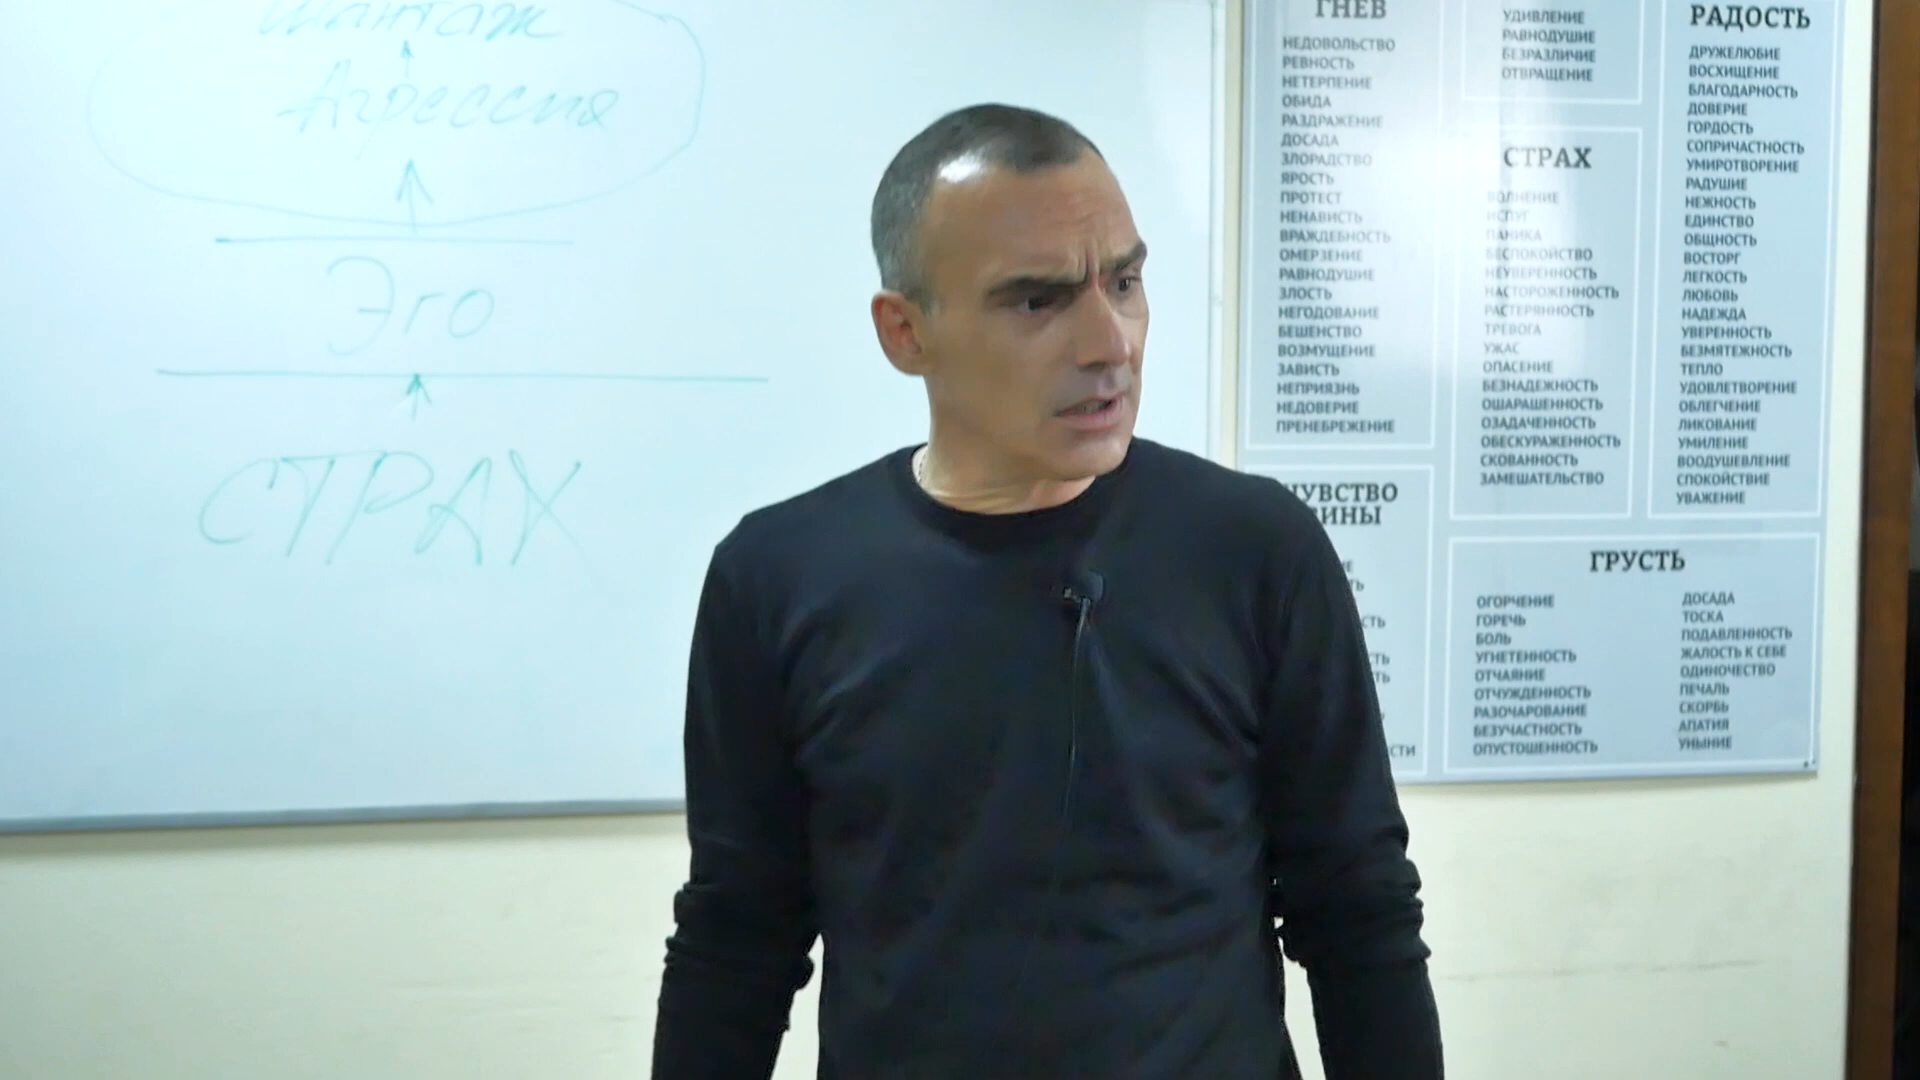 Шантаж
Агрессия
Эго
СТРАХ
ГНЕВ
НЕДОВОЛЬСТВО
РЕВНОСТЬ
НЕТЕРПЕНИЕ
ОБИДА
РАЗДРАЖЕНИЕ
ДОСАДА
ЗЛОРАДСТВО
ЯРОСТЬ
ПРОТЕСТ
НЕНАВИСТЬ
ВРАЖДЕБНОСТЬ
ОМЕРЗЕНИЕ
РАВНОДУШИЕ
ЗЛОСТЬ
НЕГОДОВАНИЕ
БЕШЕНСТВО
ВОЗМУЩЕНИЕ
ЗАВИСТЬ
НЕПРИЯЗНЬ
НЕДОВЕРИЕ
ПРЕНЕБРЕЖЕНИЕ
ЧУВСТВО
ВИНЫ
УДИВЛЕНИЕ
РАВНОДУШИЕ
БЕЗРАЗЛИЧИЕ
ОТВРАЩЕНИЕ
СТРАХ
ВОЛНЕНИЕ
ИСПУГ
ПАНИКА
БЕСПОКОЙСТВО
НЕУВЕРЕННОСТЬ
НАСТОРОЖЕННОСТЬ
РАСТЕРЯННОСТЬ
ТРЕВОГА
УЖАС
ОПАСЕНИЕ
БЕЗНАДЕЖНОСТЬ
ОШАРАШЕННОСТЬ
ОЗАДАЧЕННОСТЬ
ОБЕСКУРАЖЕННОСТЬ
СКОВАННОСТЬ
ЗАМЕШАТЕЛЬСТВО
РАДОСТЬ
ДРУЖЕЛЮБИЕ
ВОСХИЩЕНИЕ
БЛАГОДАРНОСТЬ
ДОВЕРИЕ
ГОРДОСТЬ
СОПРИЧАСТНОСТЬ
УМИРОТВОРЕНИЕ
РАДУШИЕ
НЕЖНОСТЬ
ЕДИНСТВО
ОБЩНОСТЬ
ВОСТОРГ
ЛЕГКОСТЬ
ЛЮБОВЬ
НАДЕЖДА
УВЕРЕННОСТЬ
БЕЗМЯТЕЖНОСТЬ
ТЕПЛО
УДОВЛЕТВОРЕНИЕ
ОБЛЕГЧЕНИЕ
ЛИКОВАНИЕ
УМИЛЕНИЕ
ВООДУШЕВЛЕНИЕ
СПОКОЙСТВИЕ
УВАЖЕНИЕ
ГРУСТЬ
ОГОРЧЕНИЕ
ГОРЕЧЬ
БОЛЬ
УГНЕТЕННОСТЬ
ОТЧАЯНИЕ
ОТЧУЖДЕННОСТЬ
РАЗОЧАРОВАНИЕ
БЕЗУЧАСТНОСТЬ
ОПУСТОШЕННОСТЬ
ДОСАДА
ТОСКА
ПОДАВЛЕННОСТЬ
ЖАЛОСТЬ К СЕБЕ
ОДИНОЧЕСТВО
ПЕЧАЛЬ
СКОРБЬ
АПАТИЯ
УНЫНИЕ